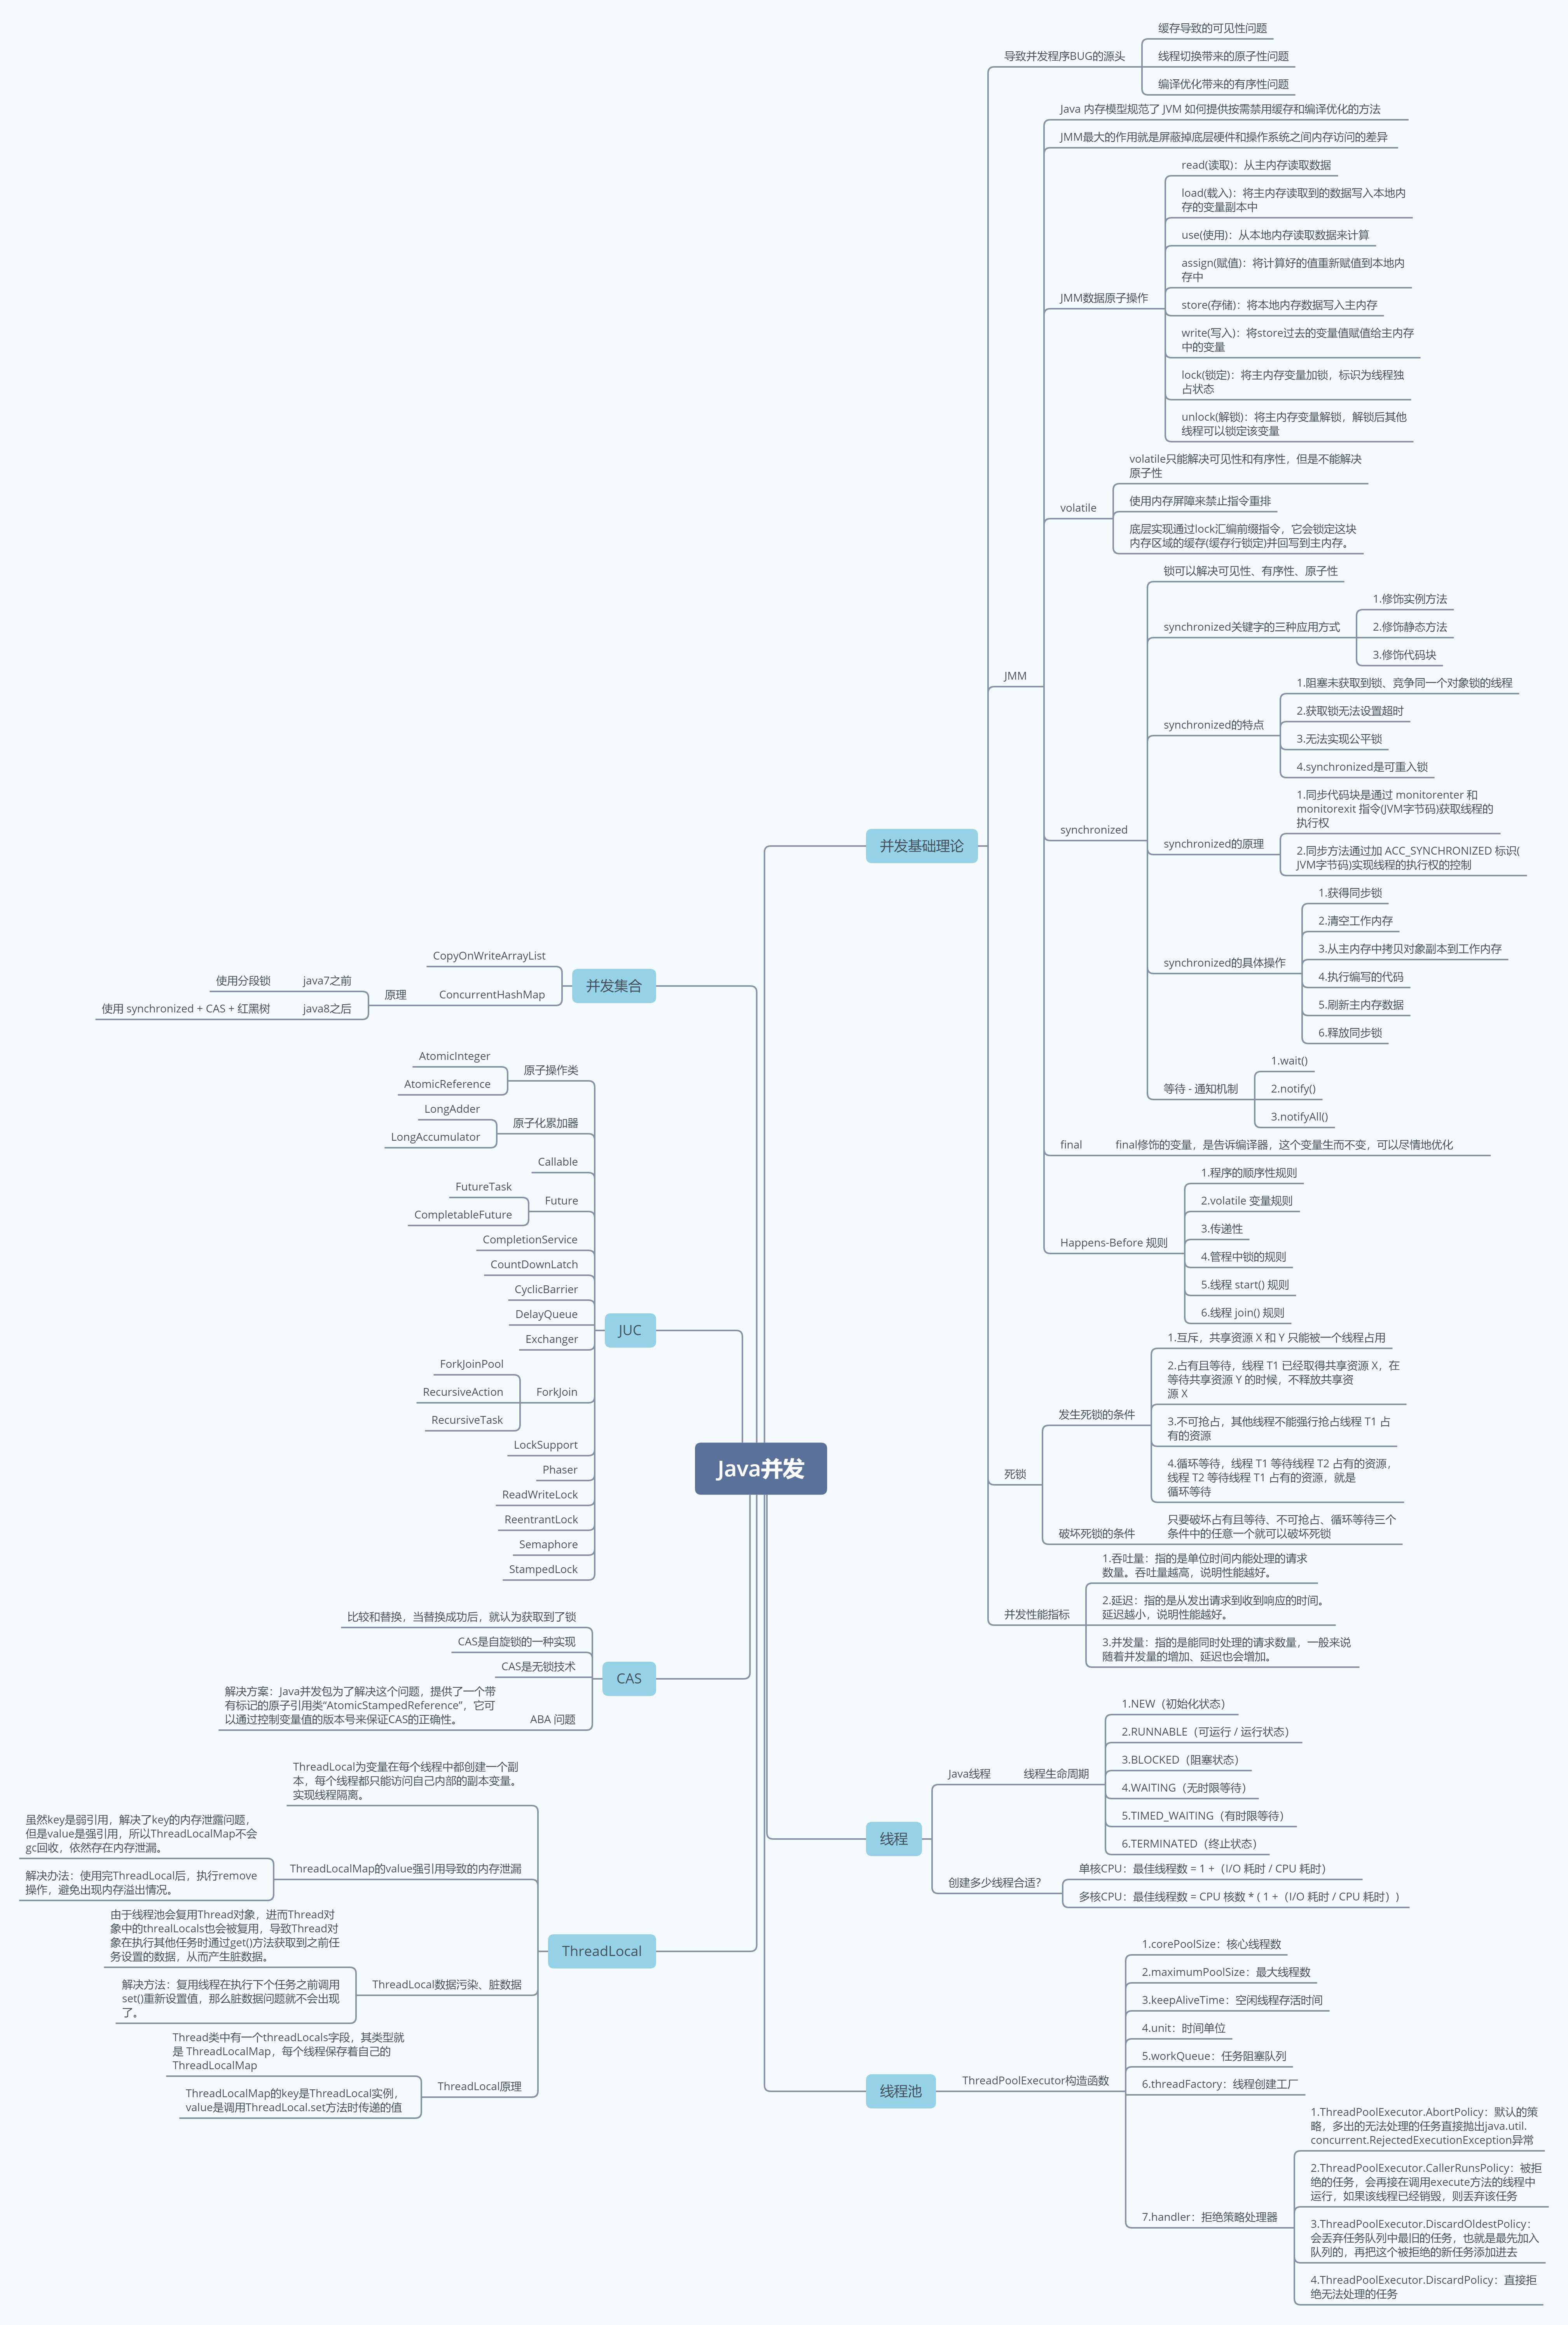 Java并发
并发基础理论
导致并发程序BUG的源头
缓存导致的可见性问题
线程切换带来的原子性问题
编译优化带来的有序性问题
JMM
Java 内存模型规范了 JVM 如何提供按需禁用缓存和编译优化的方法
JMM最大的作用就是屏蔽掉底层硬件和操作系统之间内存访问的差异
JMM数据原子操作
read(读取)：从主内存读取数据
load(载入)：将主内存读取到的数据写入本地内
存的变量副本中
use(使用)：从本地内存读取数据来计算
assign(赋值)：将计算好的值重新赋值到本地内
存中
store(存储)：将本地内存数据写入主内存
write(写入)：将store过去的变量值赋值给主内存
中的变量
lock(锁定)：将主内存变量加锁，标识为线程独
占状态
unlock(解锁)：将主内存变量解锁，解锁后其他
线程可以锁定该变量
volatile
volatile只能解决可见性和有序性，但是不能解决
原子性
使用内存屏障来禁止指令重排
底层实现通过lock汇编前缀指令，它会锁定这块
内存区域的缓存(缓存行锁定)并回写到主内存。
synchronized
锁可以解决可见性、有序性、原子性
synchronized关键字的三种应用方式
1.修饰实例方法
2.修饰静态方法
3.修饰代码块
synchronized的特点
1.阻塞未获取到锁、竞争同一个对象锁的线程
2.获取锁无法设置超时
3.无法实现公平锁
4.synchronized是可重入锁
synchronized的原理
1.同步代码块是通过 monitorenter 和
monitorexit 指令(JVM字节码)获取线程的
执行权
2.同步方法通过加 ACC_SYNCHRONIZED 标识(
JVM字节码)实现线程的执行权的控制
synchronized的具体操作
1.获得同步锁
2.清空工作内存
3.从主内存中拷贝对象副本到工作内存
4.执行编写的代码
5.刷新主内存数据
6.释放同步锁
等待 - 通知机制
1.wait()
2.notify()
3.notifyAll()
final
final修饰的变量，是告诉编译器，这个变量生而不变，可以尽情地优化
Happens-Before 规则
1.程序的顺序性规则
2.volatile 变量规则
3.传递性
4.管程中锁的规则
5.线程 start() 规则
6.线程 join() 规则
死锁
发生死锁的条件
1.互斥，共享资源 X 和 Y 只能被一个线程占用
2.占有且等待，线程 T1 已经取得共享资源 X，在
等待共享资源 Y 的时候，不释放共享资
源 X
3.不可抢占，其他线程不能强行抢占线程 T1 占
有的资源
4.循环等待，线程 T1 等待线程 T2 占有的资源，
线程 T2 等待线程 T1 占有的资源，就是
循环等待
破坏死锁的条件
只要破坏占有且等待、不可抢占、循环等待三个
条件中的任意一个就可以破坏死锁
并发性能指标
1.吞吐量：指的是单位时间内能处理的请求
数量。吞吐量越高，说明性能越好。
2.延迟：指的是从发出请求到收到响应的时间。
延迟越小，说明性能越好。
3.并发量：指的是能同时处理的请求数量，一般来说
随着并发量的增加、延迟也会增加。
线程
Java线程
线程生命周期
1.NEW（初始化状态）
2.RUNNABLE（可运行 / 运行状态）
3.BLOCKED（阻塞状态）
4.WAITING（无时限等待）
5.TIMED_WAITING（有时限等待）
6.TERMINATED（终止状态）
创建多少线程合适？
单核CPU：最佳线程数 = 1 +（I/O 耗时 / CPU 耗时）
多核CPU：最佳线程数 = CPU 核数 * ( 1 +（I/O 耗时 / CPU 耗时）)
线程池
ThreadPoolExecutor构造函数
1.corePoolSize：核心线程数
2.maximumPoolSize：最大线程数
3.keepAliveTime：空闲线程存活时间
4.unit：时间单位
5.workQueue：任务阻塞队列
6.threadFactory：线程创建工厂
7.handler：拒绝策略处理器
1.ThreadPoolExecutor.AbortPolicy：默认的策
略，多出的无法处理的任务直接抛出java.util.
concurrent.RejectedExecutionException异常
2.ThreadPoolExecutor.CallerRunsPolicy：被拒
绝的任务，会再接在调用execute方法的线程中
运行，如果该线程已经销毁，则丢弃该任务
3.ThreadPoolExecutor.DiscardOldestPolicy：
会丢弃任务队列中最旧的任务，也就是最先加入
队列的，再把这个被拒绝的新任务添加进去
4.ThreadPoolExecutor.DiscardPolicy：直接拒
绝无法处理的任务
并发集合
CopyOnWriteArrayList
ConcurrentHashMap
原理
java7之前
使用分段锁
java8之后
使用 synchronized + CAS + 红黑树
JUC
原子操作类
AtomicInteger
AtomicReference
原子化累加器
LongAdder
LongAccumulator
Callable
Future
FutureTask
CompletableFuture
CompletionService
CountDownLatch
CyclicBarrier
DelayQueue
Exchanger
ForkJoin
ForkJoinPool
RecursiveAction
RecursiveTask
LockSupport
Phaser
ReadWriteLock
ReentrantLock
Semaphore
StampedLock
CAS
比较和替换，当替换成功后，就认为获取到了锁
CAS是自旋锁的一种实现
CAS是无锁技术
ABA 问题
解决方案：Java并发包为了解决这个问题，提供了一个带
有标记的原子引用类“AtomicStampedReference”，它可
以通过控制变量值的版本号来保证CAS的正确性。
ThreadLocal
ThreadLocal为变量在每个线程中都创建一个副
本，每个线程都只能访问自己内部的副本变量。
实现线程隔离。
ThreadLocalMap的value强引用导致的内存泄漏
虽然key是弱引用，解决了key的内存泄露问题，
但是value是强引用，所以ThreadLocalMap不会
gc回收，依然存在内存泄漏。
解决办法：使用完ThreadLocal后，执行remove
操作，避免出现内存溢出情况。
ThreadLocal数据污染、脏数据
由于线程池会复用Thread对象，进而Thread对
象中的threalLocals也会被复用，导致Thread对
象在执行其他任务时通过get()方法获取到之前任
务设置的数据，从而产生脏数据。
解决方法：复用线程在执行下个任务之前调用
set()重新设置值，那么脏数据问题就不会出现
了。
ThreadLocal原理
Thread类中有一个threadLocals字段，其类型就
是 ThreadLocalMap，每个线程保存着自己的
ThreadLocalMap
ThreadLocalMap的key是ThreadLocal实例，
value是调用ThreadLocal.set方法时传递的值